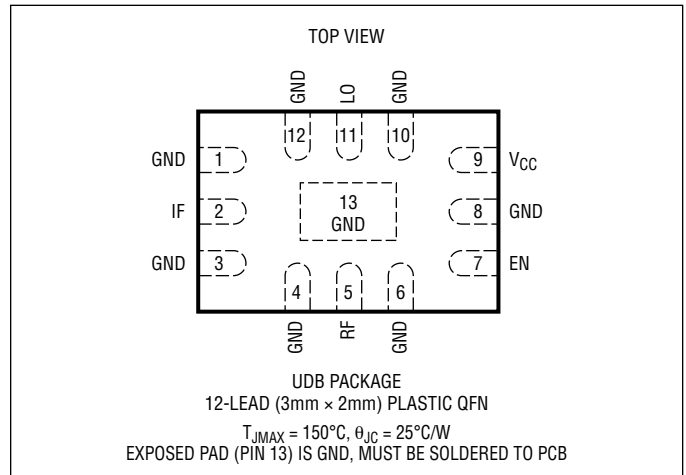 TOP VIEW
GND LO GND
12 11 10
GND 1 9 VCC
13
IF 2 8 GND
GND
GND 3 7 EN
4 5 6
GND RF GND
UDB PACKAGE
12-LEAD (3mm × 2mm) PLASTIC QFN
TJMAX = 150°C, θJC = 25°C/W
EXPOSED PAD (PIN 13) IS GND, MUST BE SOLDERED TO PCB